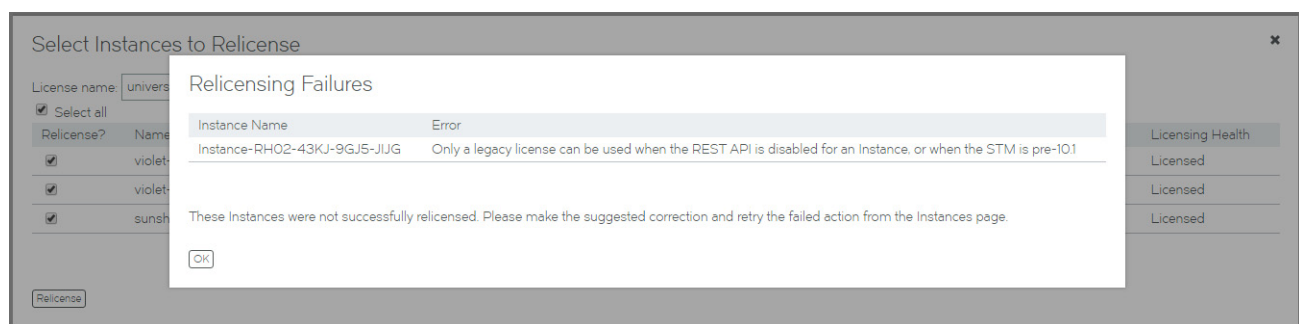 Select Instances to Relicense
License name: univers
Select all
Relicense? Name Licensing Health
violet- Licensed
violet- Licensed
sunsh Licensed
Relicense
Relicensing Failures
Instance Name Error
Instance-RH02-43KJ-9GJ5-JIJG Only a legacy license can be used when the REST API is disabled for an Instance, or when the STM is pre-10.1
These Instances were not successfully relicensed. Please make the suggested correction and retry the failed action from the Instances page.
OK